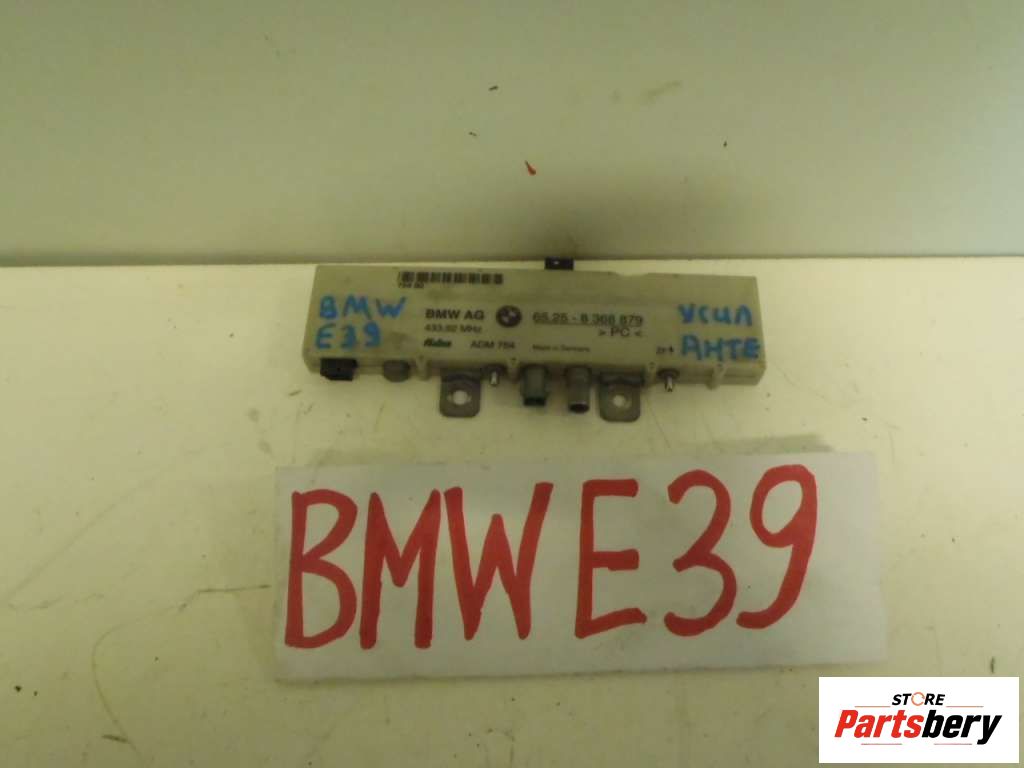 BMW
E39
BMW AG
65.25 - 8 368 879
433.92 MHz
> PC <
ADM 754
Made in Germany
УСИЛ
АНТЕ
BMW E39
STORE
Partsbery